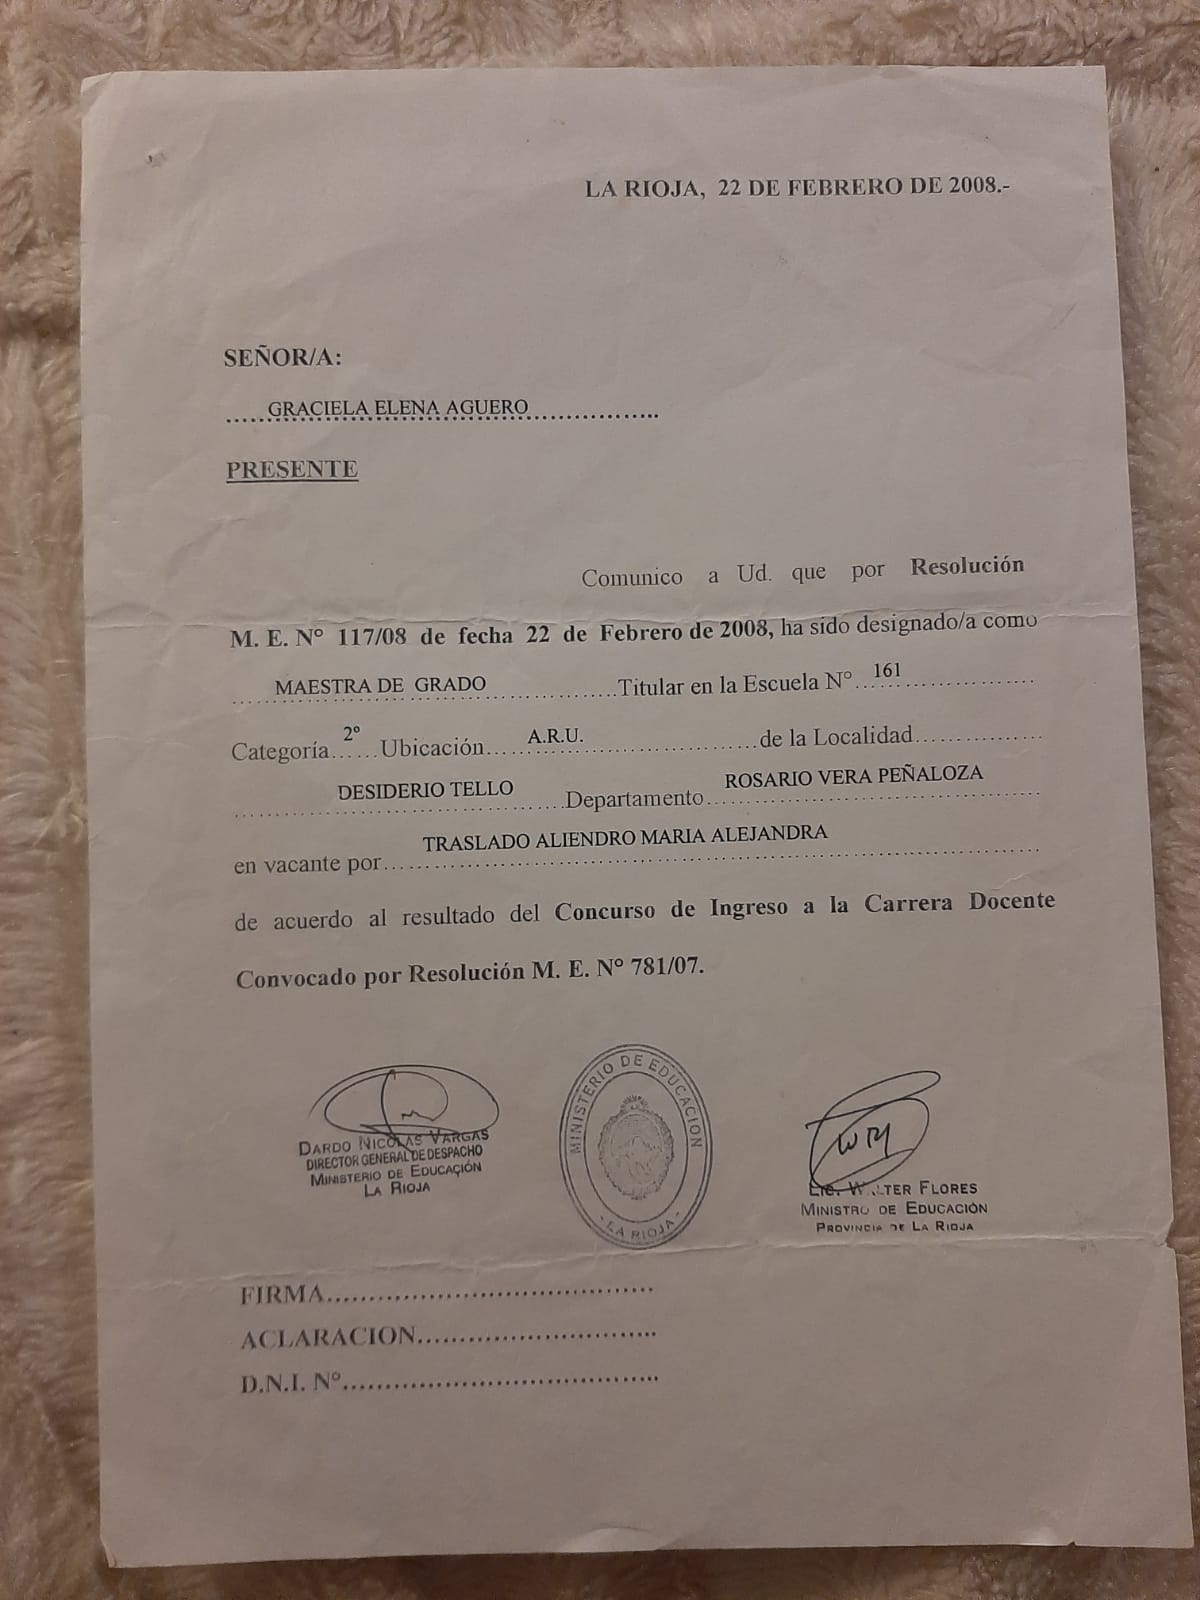 LA RIOJA, 22 DE FEBRERO DE 2008.-
SEÑOR/A:
.....GRACIELA ELENA AGUERO..................
PRESENTE
Comunico a Ud. que por Resolución
M. E. N° 117/08 de fecha 22 de Febrero de 2008, ha sido designado/a como
......MAESTRA DE GRADO..................Titular en la Escuela N°...161....................
Categoría...2º...Ubicación......A.R.U...........................de la Localidad..................
...............DESIDERIO TELLO.......Departamento...ROSARIO VERA PEÑALOZA........
en vacante por......TRASLADO ALIENDRO MARIA ALEJANDRA..............................
de acuerdo al resultado del Concurso de Ingreso a la Carrera Docente
Convocado por Resolución M. E. N° 781/07.
DARDO NICOLAS VARGAS
DIRECTOR GENERAL DE DESPACHO
MINISTERIO DE EDUCACIÓN
LA RIOJA
MINISTERIO DE EDUCACION
- LA RIOJA -
LIC. WALTER FLORES
MINISTRO DE EDUCACIÓN
PROVINCIA DE LA RIOJA
FIRMA.......................................
ACLARACION............................
D.N.I. N°.....................................